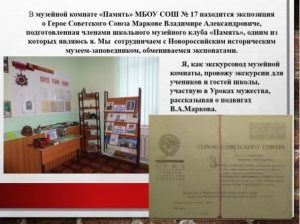 В музейной комнате «Память» МБОУ СОШ № 17 находится экспозиция
о Герое Советского Союза Маркове Владимире Александровиче,
подготовленная членами школьного музейного клуба «Память», одним из
которых являюсь я. Мы сотрудничаем с Новороссийским историческим
музеем-заповедником, обмениваемся экспонатами.
Я, как экскурсовод музейной
комнаты, провожу экскурсии для
учеников и гостей школы,
участвую в Уроках мужества,
рассказывая о подвигах
В.А.Маркова.
ГЕРОЮ СОВЕТСКОГО СОЮЗА